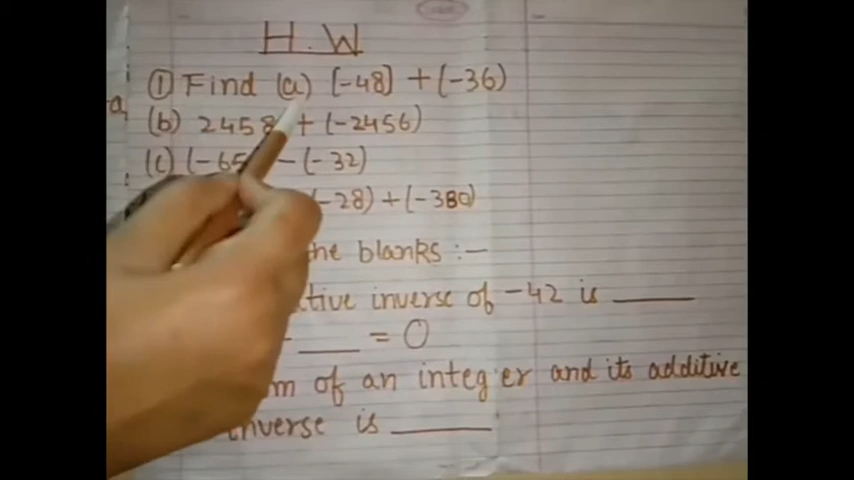 H.W
① Find (a) (-48) + (-36)
a,
(b) 2458 + (-2456)
(c) (-65 - (-32)
(-28) + (-380)
the blanks :-
tive inverse of -42 is ______
- ____ = 0
m of an integer and its additive
inverse is ______